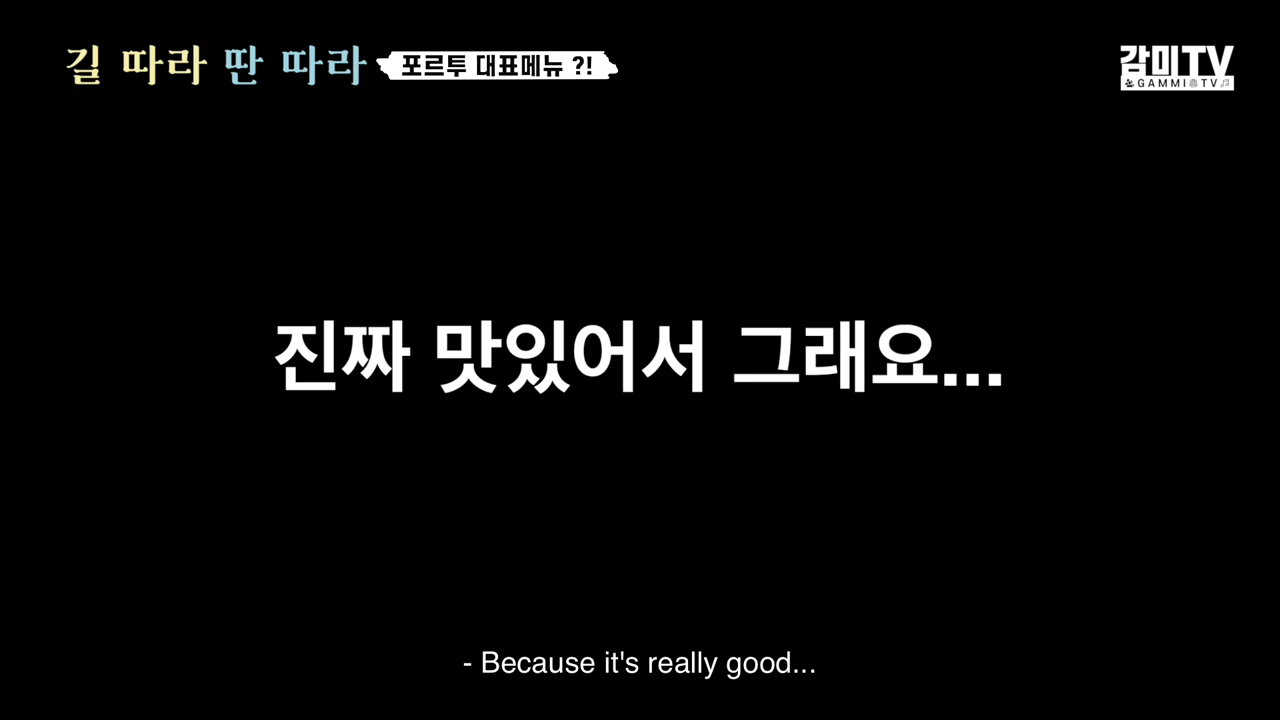 길 따라 딴 따라 포르투 대표메뉴 ?!
감미TV
GAMMI TV
진짜 맛있어서 그래요...
- Because it's really good...